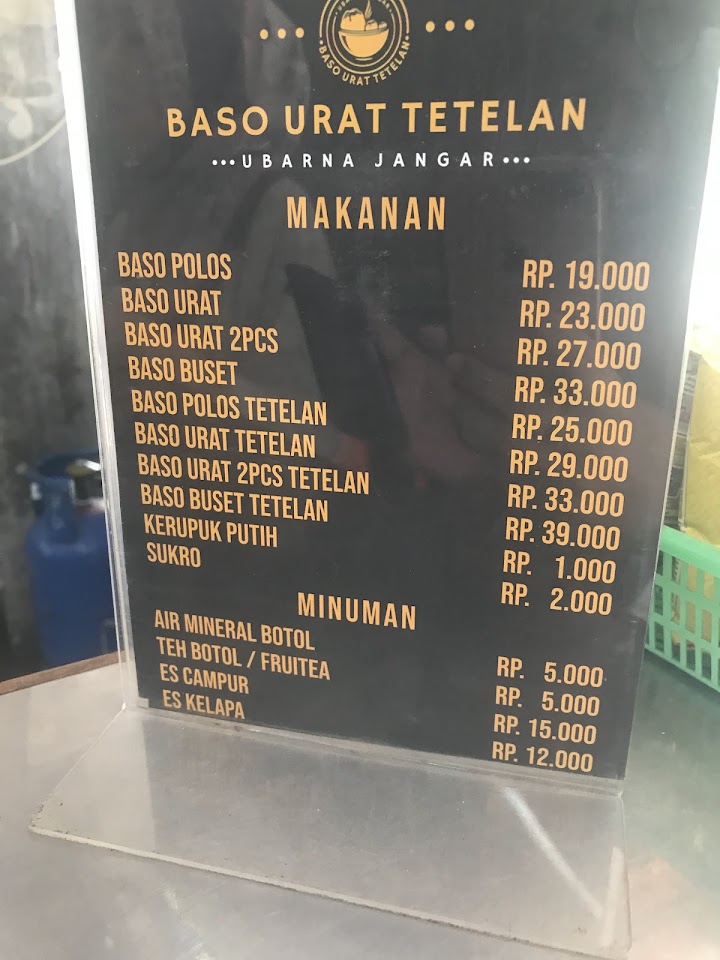 BASO URAT TETELAN
BASO URAT TETELAN
•••UBARNA JANGAR•••
MAKANAN
BASO POLOS RP. 19.000
BASO URAT RP. 23.000
BASO URAT 2PCS RP. 27.000
BASO BUSET RP. 33.000
BASO POLOS TETELAN RP. 25.000
BASO URAT TETELAN RP. 29.000
BASO URAT 2PCS TETELAN RP. 33.000
BASO BUSET TETELAN RP. 39.000
KERUPUK PUTIH RP. 1.000
SUKRO RP. 2.000
MINUMAN
AIR MINERAL BOTOL RP. 5.000
TEH BOTOL / FRUITEA RP. 5.000
ES CAMPUR RP. 15.000
ES KELAPA RP. 12.000